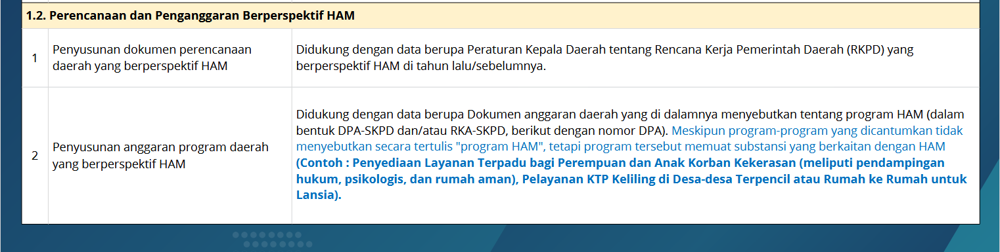 1.2. Perencanaan dan Penganggaran Berperspektif HAM
1
Penyusunan dokumen perencanaan
daerah yang berperspektif HAM
Didukung dengan data berupa Peraturan Kepala Daerah tentang Rencana Kerja Pemerintah Daerah (RKPD) yang
berperspektif HAM di tahun lalu/sebelumnya.
2
Penyusunan anggaran program daerah
yang berperspektif HAM
Didukung dengan data berupa Dokumen anggaran daerah yang di dalamnya menyebutkan tentang program HAM (dalam
bentuk DPA-SKPD dan/atau RKA-SKPD, berikut dengan nomor DPA). Meskipun program-program yang dicantumkan tidak
menyebutkan secara tertulis "program HAM", tetapi program tersebut memuat substansi yang berkaitan dengan HAM
(Contoh : Penyediaan Layanan Terpadu bagi Perempuan dan Anak Korban Kekerasan (meliputi pendampingan
hukum, psikologis, dan rumah aman), Pelayanan KTP Keliling di Desa-desa Terpencil atau Rumah ke Rumah untuk
Lansia).